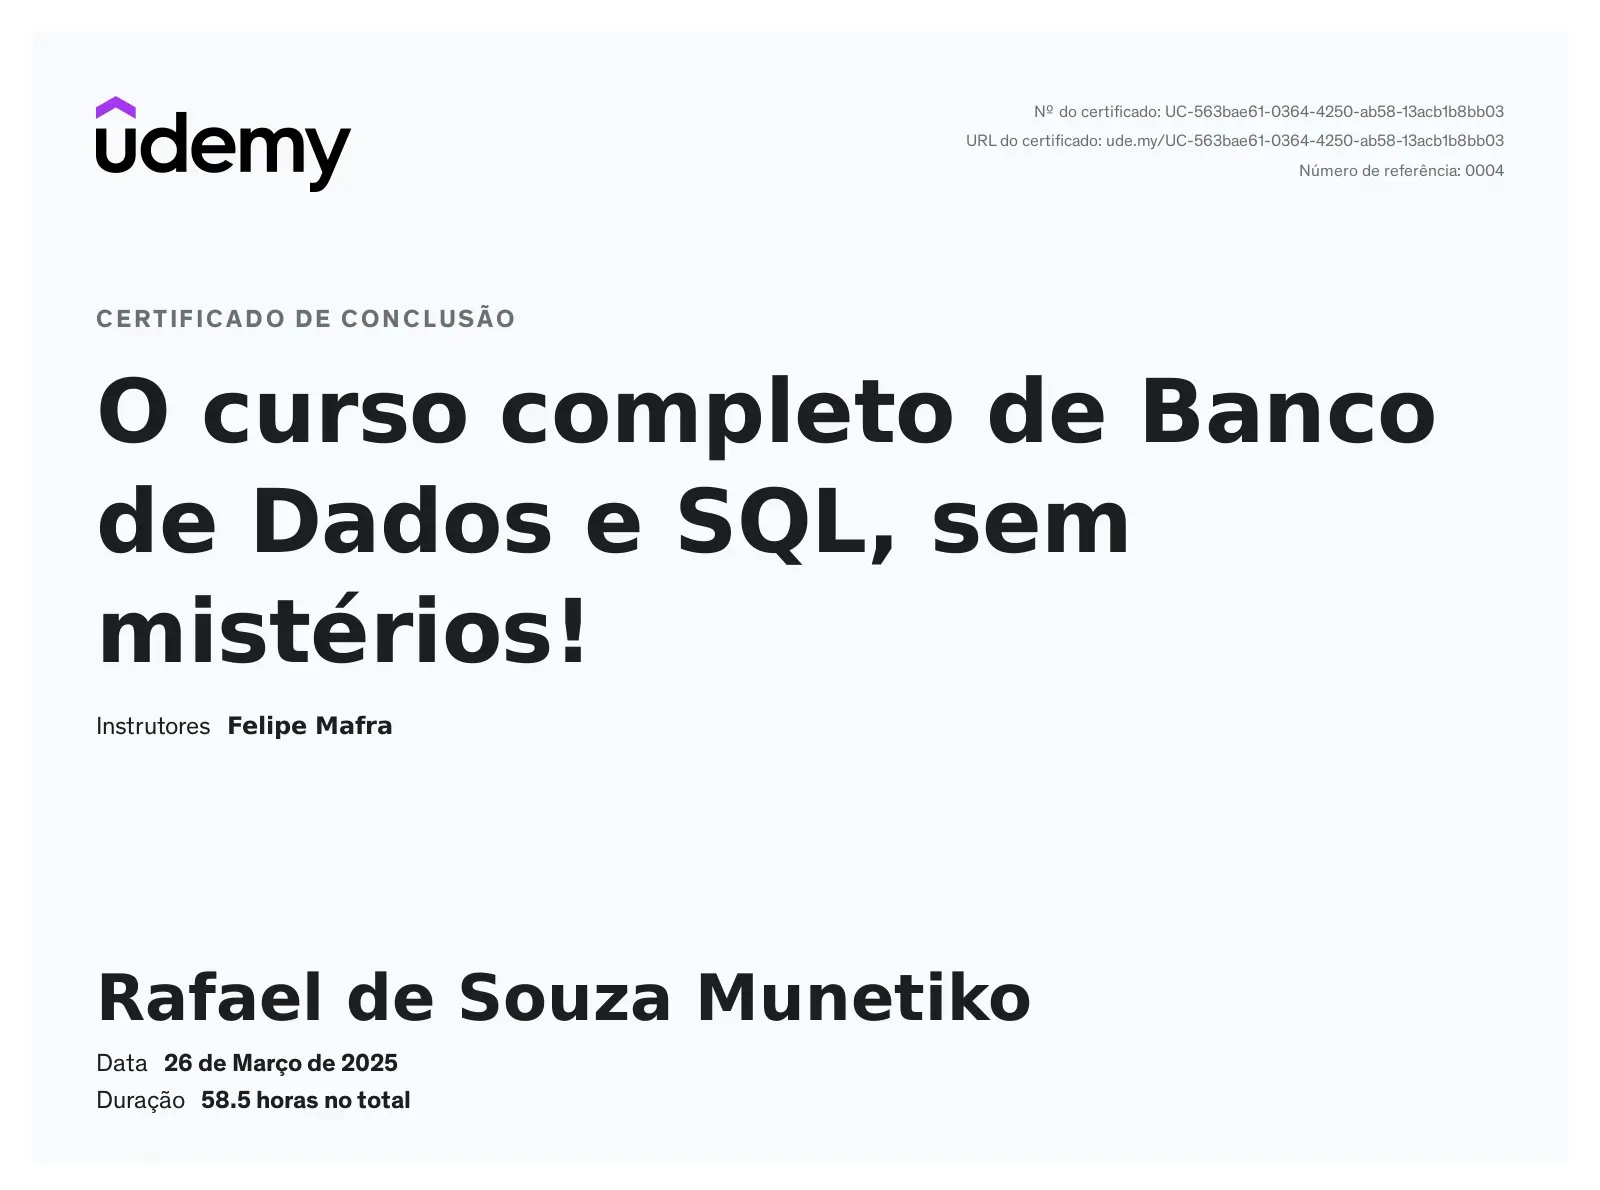 udemy
Nº do certificado: UC-563bae61-0364-4250-ab58-13acb1b8bb03
URL do certificado: ude.my/UC-563bae61-0364-4250-ab58-13acb1b8bb03
Número de referência: 0004
CERTIFICADO DE CONCLUSÃO
O curso completo de Banco
de Dados e SQL, sem
mistérios!
Instrutores Felipe Mafra
Rafael de Souza Munetiko
Data 26 de Março de 2025
Duração 58.5 horas no total